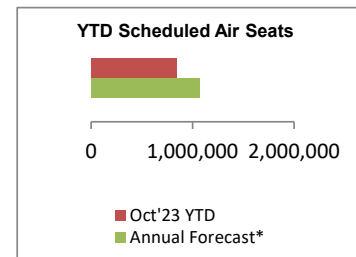 YTD Scheduled Air Seats
0 1,000,000 2,000,000
Oct'23 YTD
Annual Forecast*